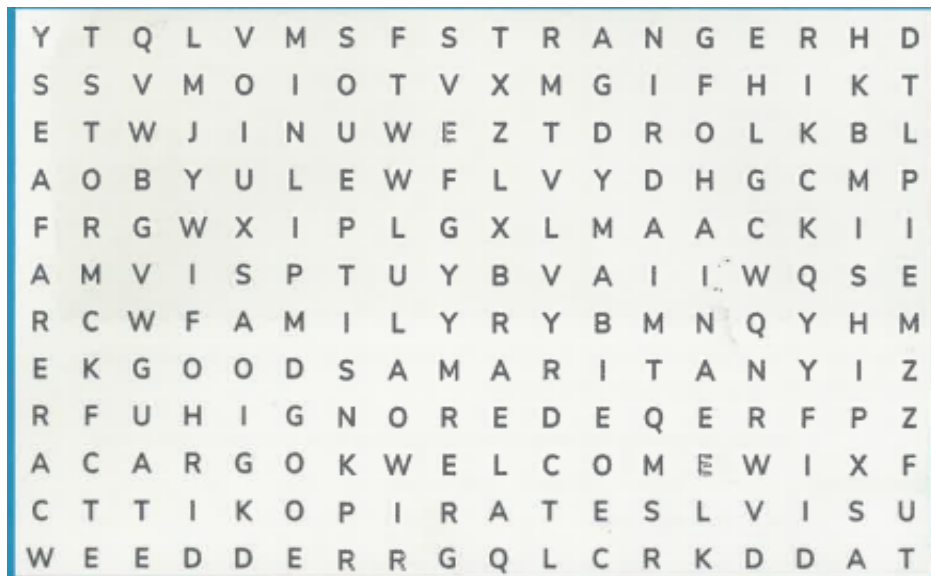 Y T Q L V M S F S T R A N G E R H D
S S V M O I O T V X M G I F H I K T
E T W J I N U W E Z T D R O L K B L
A O B Y U L E W F L V Y D H G C M P
F R G W X I P L G X L M A A C K I I
A M V I S P T U Y B V A I I W Q S E
R C W F A M I L Y R Y B M N Q Y H M
E K G O O D S A M A R I T A N Y I Z
R F U H I G N O R E D E Q E R F P Z
A C A R G O K W E L C O M E W I X F
C T T I K O P I R A T E S L V I S U
W E E D D E R R G Q L C R K D D A T